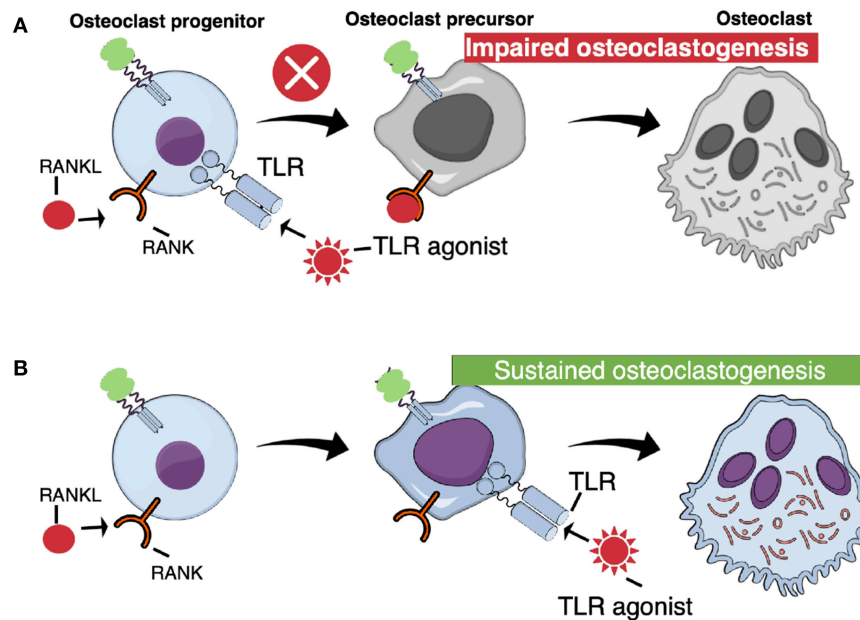 A
Osteoclast progenitor
Osteoclast precursor
Osteoclast
Impaired osteoclastogenesis
RANKL
TLR
RANK
TLR agonist
B
Sustained osteoclastogenesis
RANKL
TLR
RANK
TLR agonist